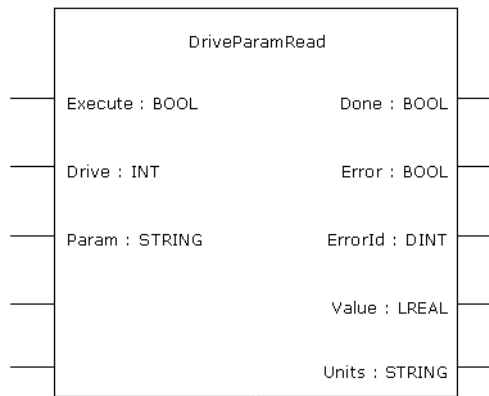 DriveParamRead
Execute : BOOL Done : BOOL
Drive : INT Error : BOOL
Param : STRING ErrorId : DINT
Value : LREAL
Units : STRING